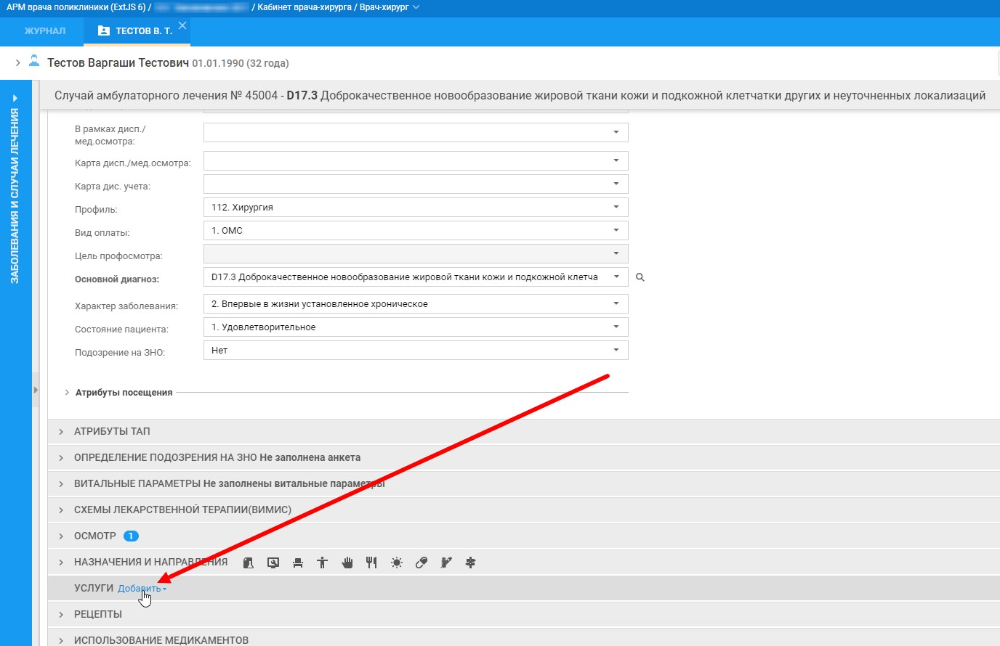 АРМ врача поликлиники (ExtJS 6) / / Кабинет врача-хирурга / Врач-хирург
ЖУРНАЛ
ТЕСТОВ В. Т.
Тестов Варгаши Тестович 01.01.1990 (32 года)
ЗАБОЛЕВАНИЯ И СЛУЧАИ ЛЕЧЕНИЯ
Случай амбулаторного лечения № 45004 - D17.3 Доброкачественное новообразование жировой ткани кожи и подкожной клетчатки других и неуточненных локализаций
В рамках дисп./
мед.осмотра:
Карта дисп./мед.осмотра:
Карта дис. учета:
Профиль: 112. Хирургия
Вид оплаты: 1. ОМС
Цель профосмотра:
Основной диагноз: D17.3 Доброкачественное новообразование жировой ткани кожи и подкожной клетча
Характер заболевания: 2. Впервые в жизни установленное хроническое
Состояние пациента: 1. Удовлетворительное
Подозрение на ЗНО: Нет
Атрибуты посещения
АТРИБУТЫ ТАП
ОПРЕДЕЛЕНИЕ ПОДОЗРЕНИЯ НА ЗНО Не заполнена анкета
ВИТАЛЬНЫЕ ПАРАМЕТРЫ Не заполнены витальные параметры
СХЕМЫ ЛЕКАРСТВЕННОЙ ТЕРАПИИ(ВИМИС)
ОСМОТР 1
НАЗНАЧЕНИЯ И НАПРАВЛЕНИЯ
УСЛУГИ Добавить
РЕЦЕПТЫ
ИСПОЛЬЗОВАНИЕ МЕДИКАМЕНТОВ